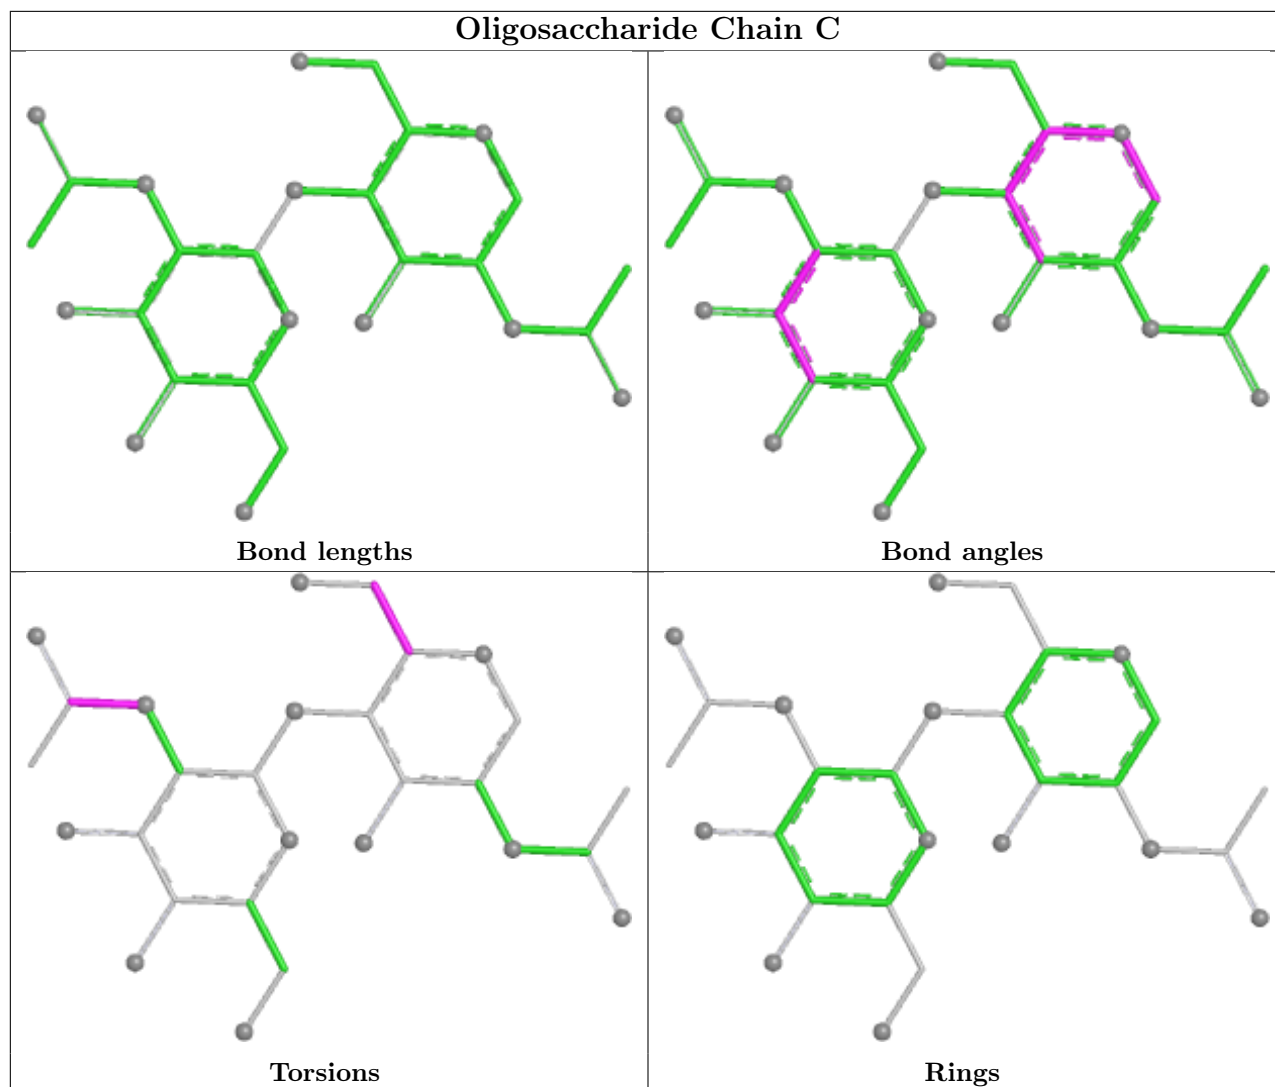 Oligosaccharide Chain C
Bond lengths
Bond angles
Torsions
Rings